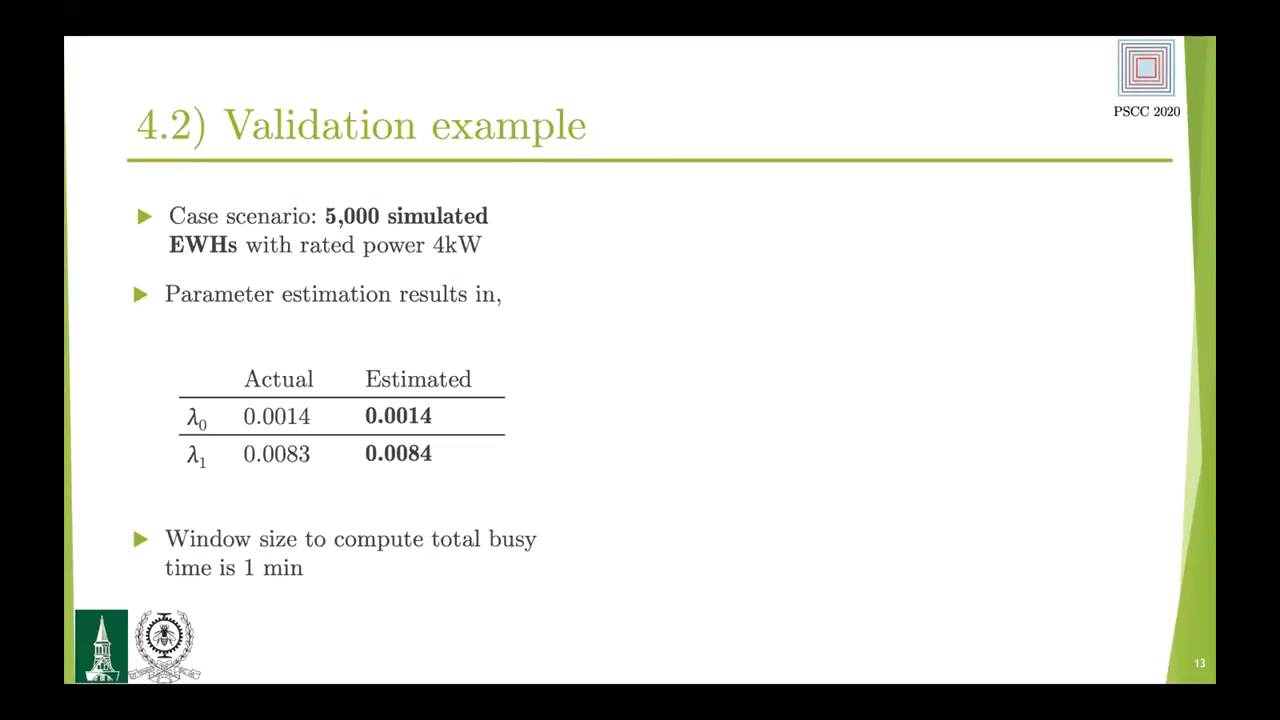 PSCC 2020
4.2) Validation example
Case scenario: 5,000 simulated
EWHs with rated power 4kW
Parameter estimation results in,
Actual Estimated
λ0 0.0014 0.0014
λ1 0.0083 0.0084
Window size to compute total busy
time is 1 min
13